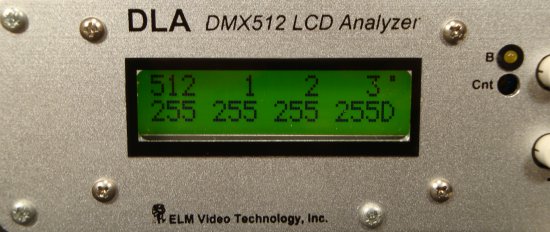 DLA DMX512 LCD Analyzer
512 1 2 3"
255 255 255 255D
B
Cnt
ELM Video Technology, Inc.